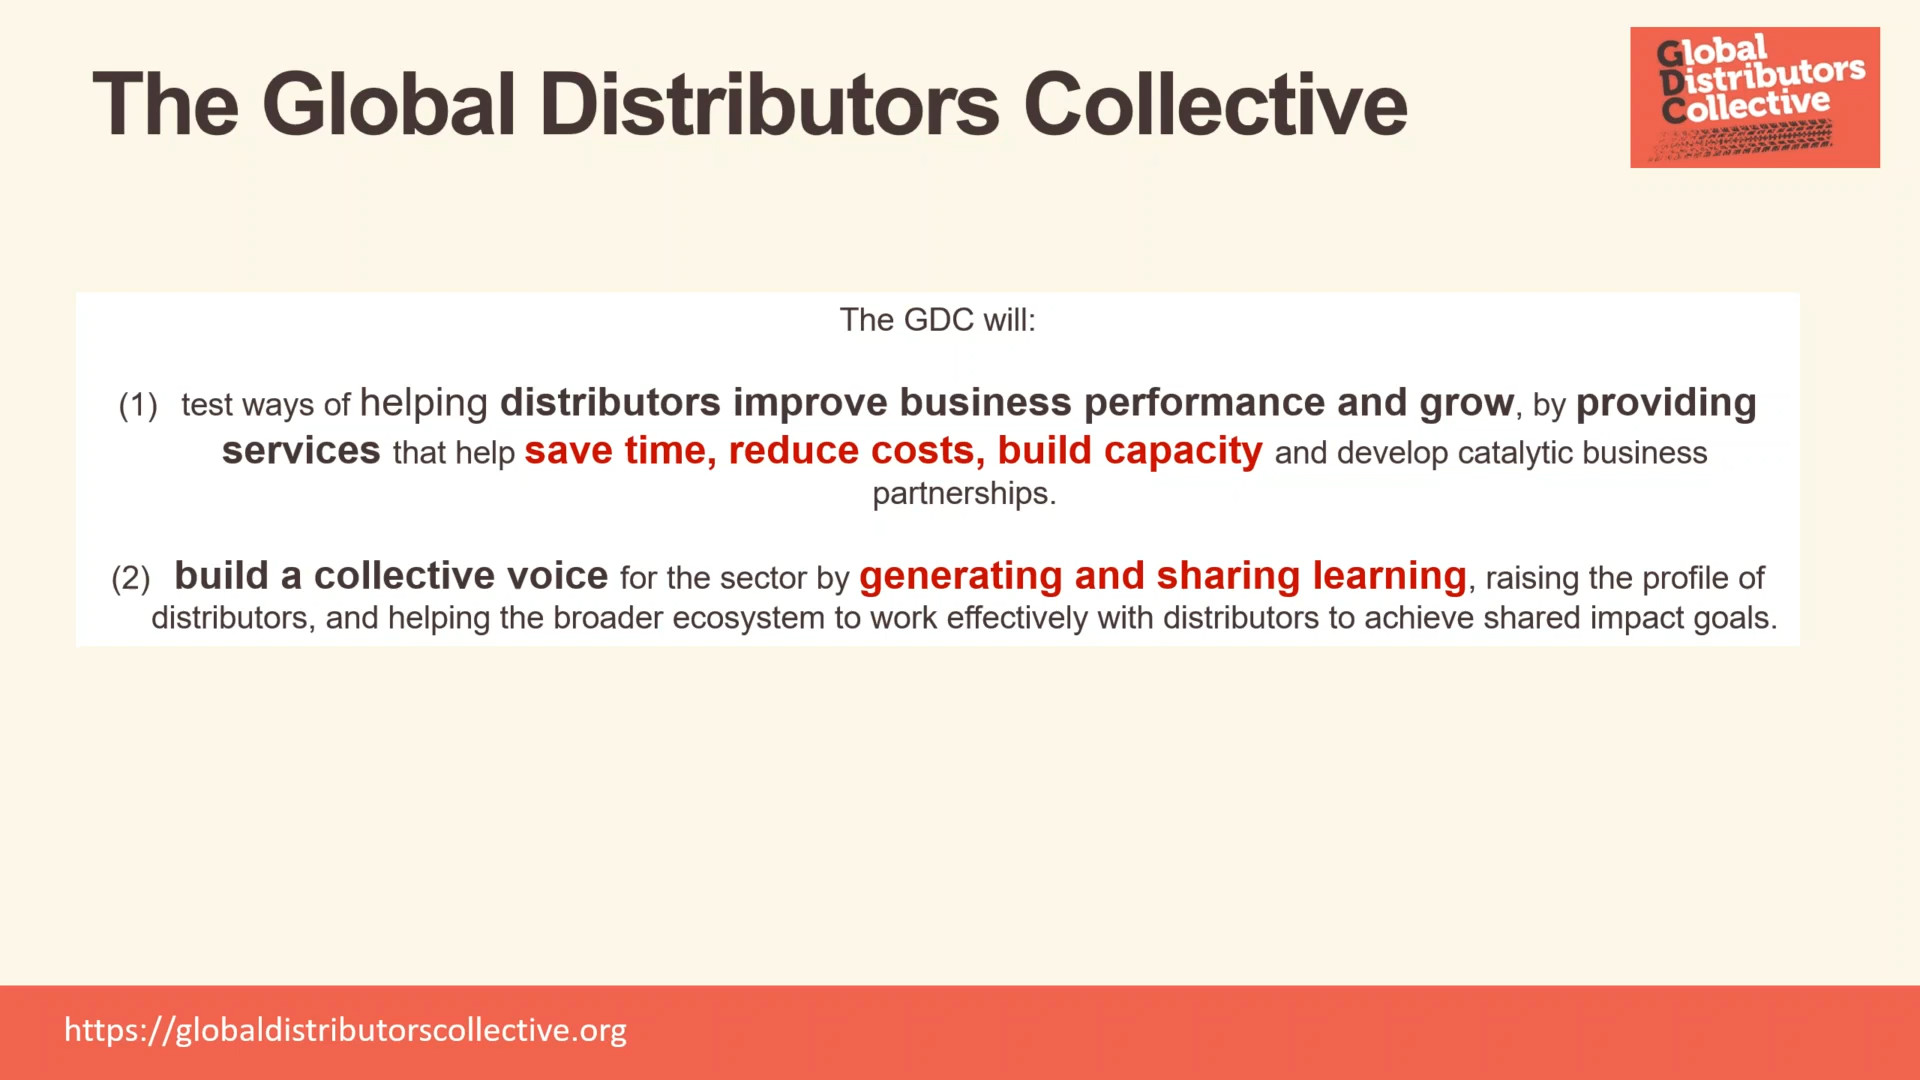 The Global Distributors Collective
Global
Distributors
Collective
The GDC will:
(1) test ways of helping distributors improve business performance and grow, by providing
services that help save time, reduce costs, build capacity and develop catalytic business
partnerships.
(2) build a collective voice for the sector by generating and sharing learning, raising the profile of
distributors, and helping the broader ecosystem to work effectively with distributors to achieve shared impact goals.
https://globaldistributorscollective.org